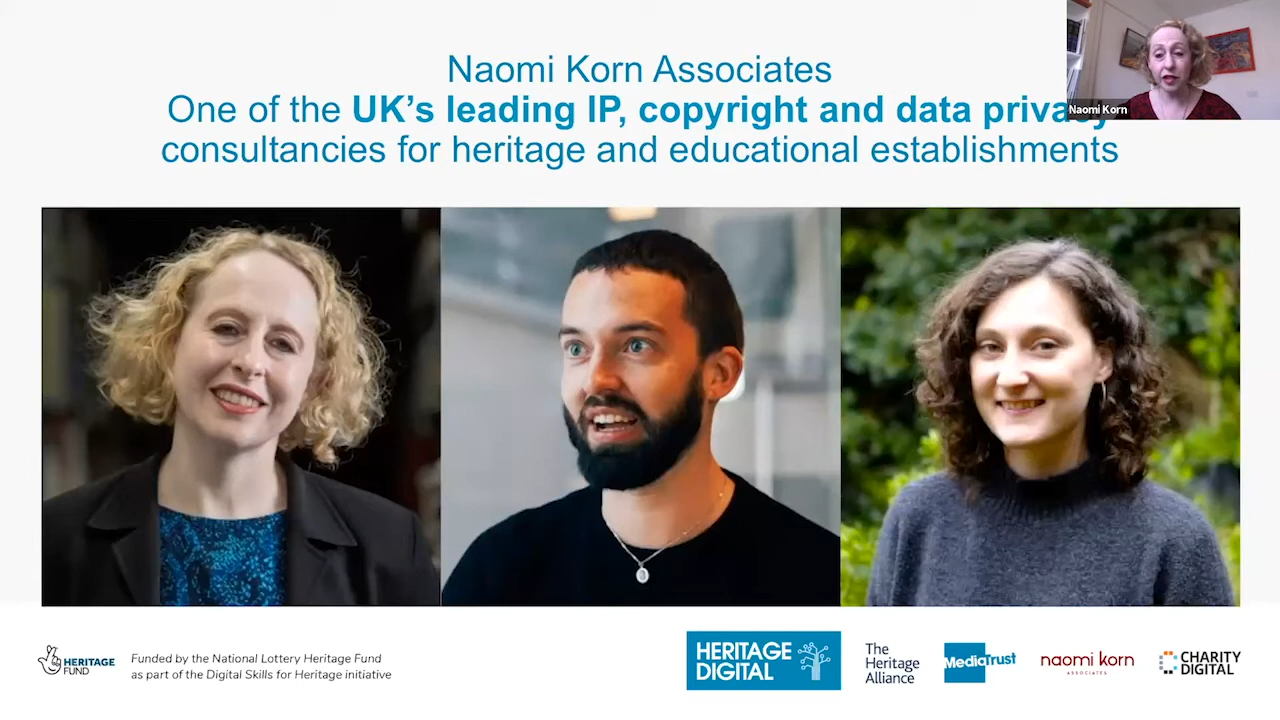 Naomi Korn Associates
One of the UK's leading IP, copyright and data privacy
consultancies for heritage and educational establishments
Naomi Korn
HERITAGE
FUND
Funded by the National Lottery Heritage Fund
as part of the Digital Skills for Heritage initiative
HERITAGE
DIGITAL
The
Heritage
Alliance
MediaTrust
naomi korn
ASSOCIATES
CHARITY
DIGITAL